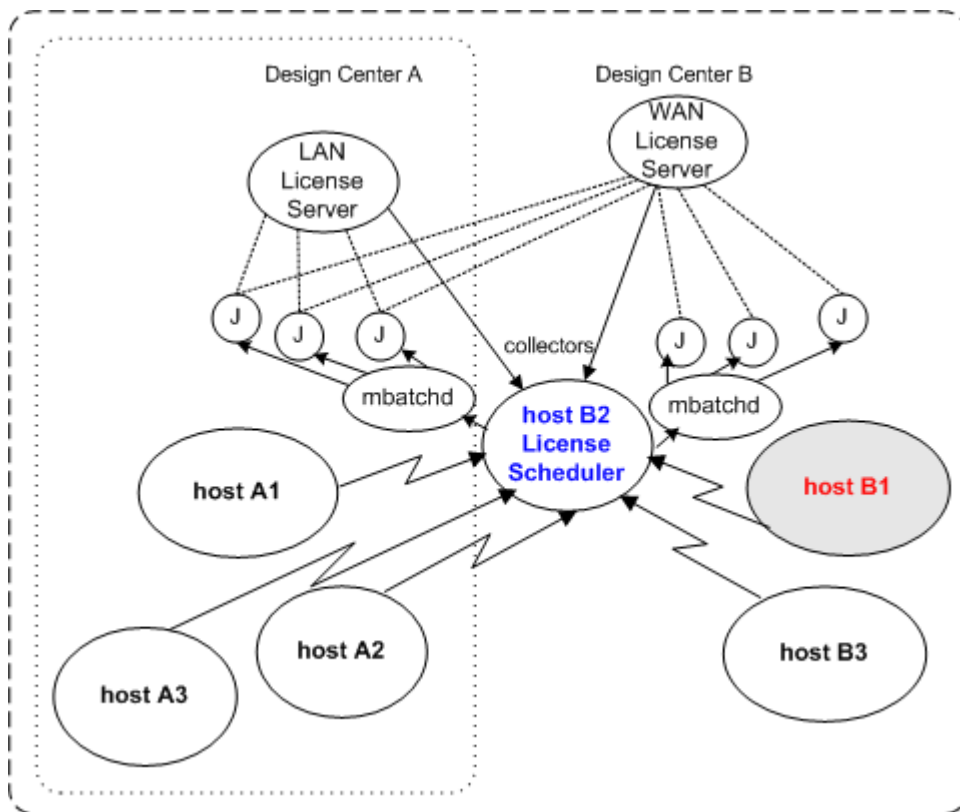 Design Center A
Design Center B
LAN
License
Server
WAN
License
Server
J
J
J
J
J
J
collectors
mbatchd
mbatchd
host B2
License
Scheduler
host A1
host B1
host A2
host B3
host A3